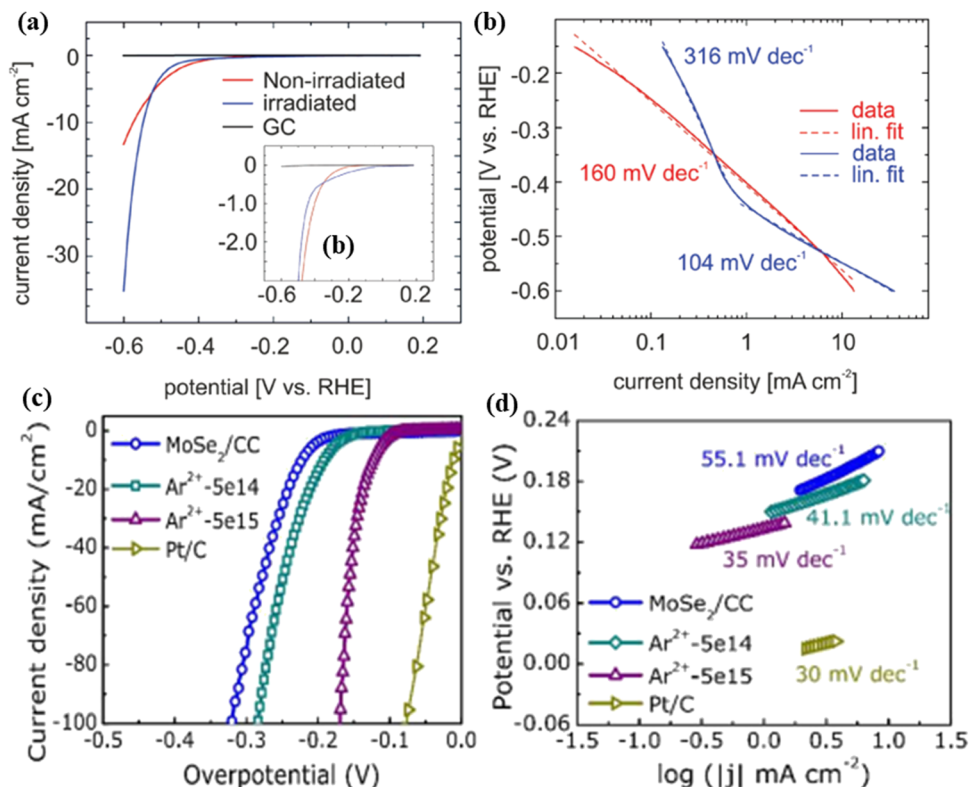 (a)
current density [mA cm-2]
0
-5
-10
-15
-20
-25
-30
-35
Non-irradiated
irradiated
GC
0
-1.0
-2.0
(b)
-0.6
-0.2
0.2
-0.6
-0.4
-0.2
0.0
0.2
potential [V vs. RHE]
(b)
potential [V vs. RHE]
-0.2
-0.3
-0.4
-0.5
-0.6
316 mV dec-1
160 mV dec-1
104 mV dec-1
data
lin. fit
data
lin. fit
0.01
0.1
1
10
current density [mA cm-2]
(c)
Current density (mA/cm2)
0
-20
-40
-60
-80
-100
MoSe2/CC
Ar2+-5e14
Ar2+-5e15
Pt/C
-0.5
-0.4
-0.3
-0.2
-0.1
0.0
Overpotential (V)
(d)
Potential vs. RHE (V)
0.24
0.18
0.12
0.06
0.00
-0.06
55.1 mV dec-1
41.1 mV dec-1
35 mV dec-1
MoSe2/CC
Ar2+-5e14
Ar2+-5e15
Pt/C
30 mV dec-1
-1.5
-1.0
-0.5
0.0
0.5
1.0
1.5
log (|j| mA cm-2)